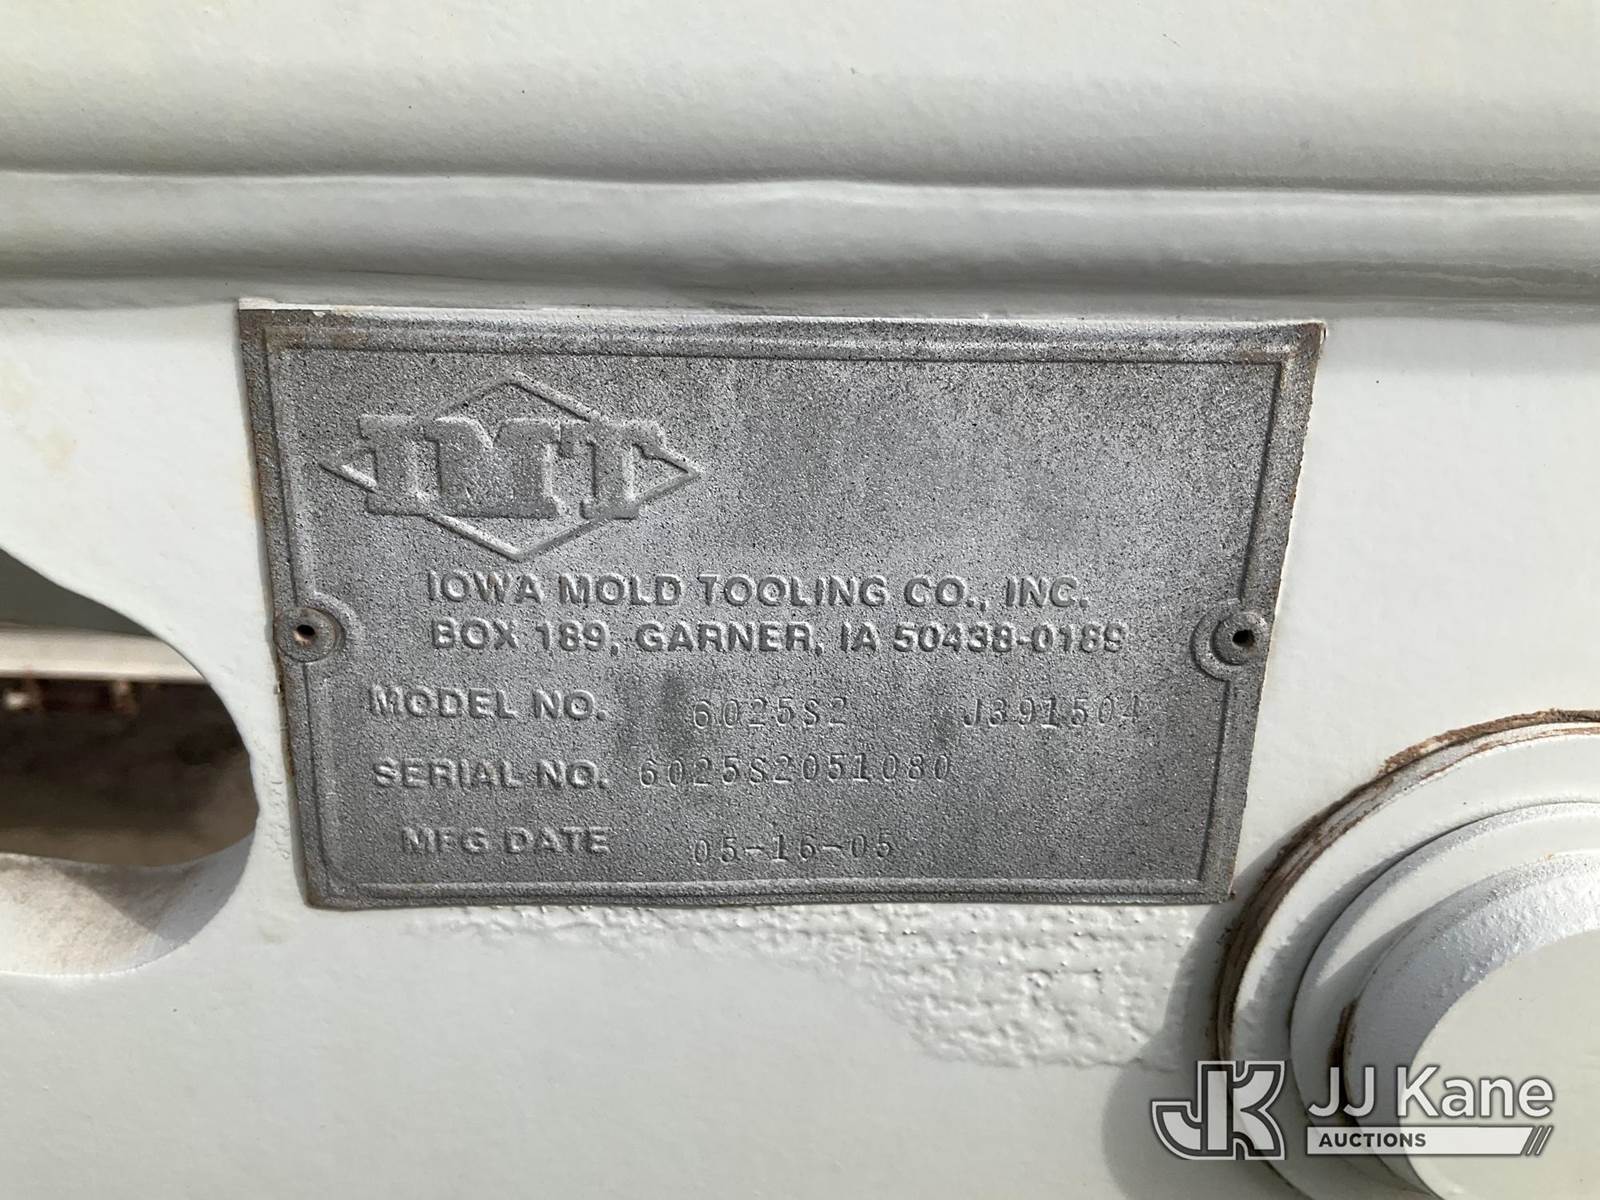 IMT
IOWA MOLD TOOLING CO., INC.
BOX 189, GARNER, IA 50438-0189
MODEL NO. 6025S2 J391504
SERIAL NO. 6025S2051080
MFG DATE 05-16-05
JK JJ Kane
AUCTIONS